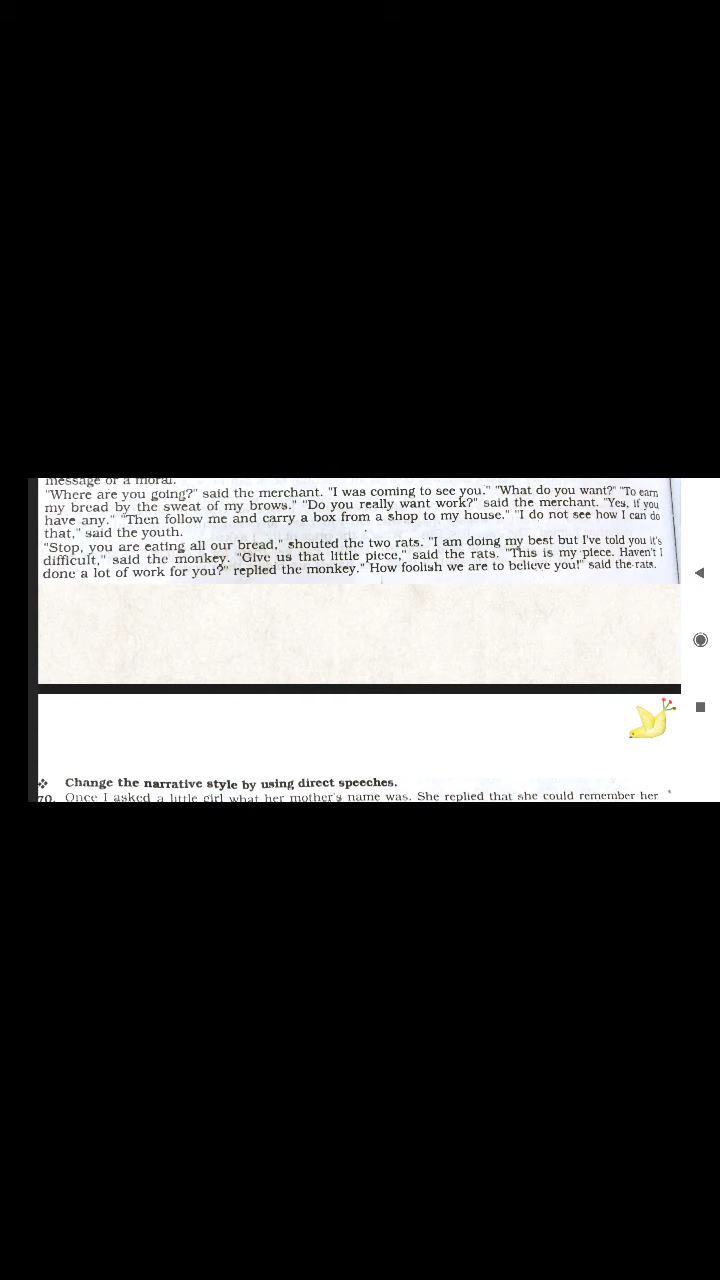 message or a moral.
"Where are you going?" said the merchant. "I was coming to see you." "What do you want?" "To earn
my bread by the sweat of my brows." "Do you really want work?" said the merchant. "Yes, if you
have any." "Then follow me and carry a box from a shop to my house." "I do not see how I can do
that," said the youth.
"Stop, you are eating all our bread," shouted the two rats. "I am doing my best but I've told you it's
difficult," said the monkey. "Give us that little piece," said the rats. "This is my piece. Haven't I
done a lot of work for you?" replied the monkey." How foolish we are to believe you!" said the rats.
❖ Change the narrative style by using direct speeches.
70. Once I asked a little girl what her mother's name was. She replied that she could remember her